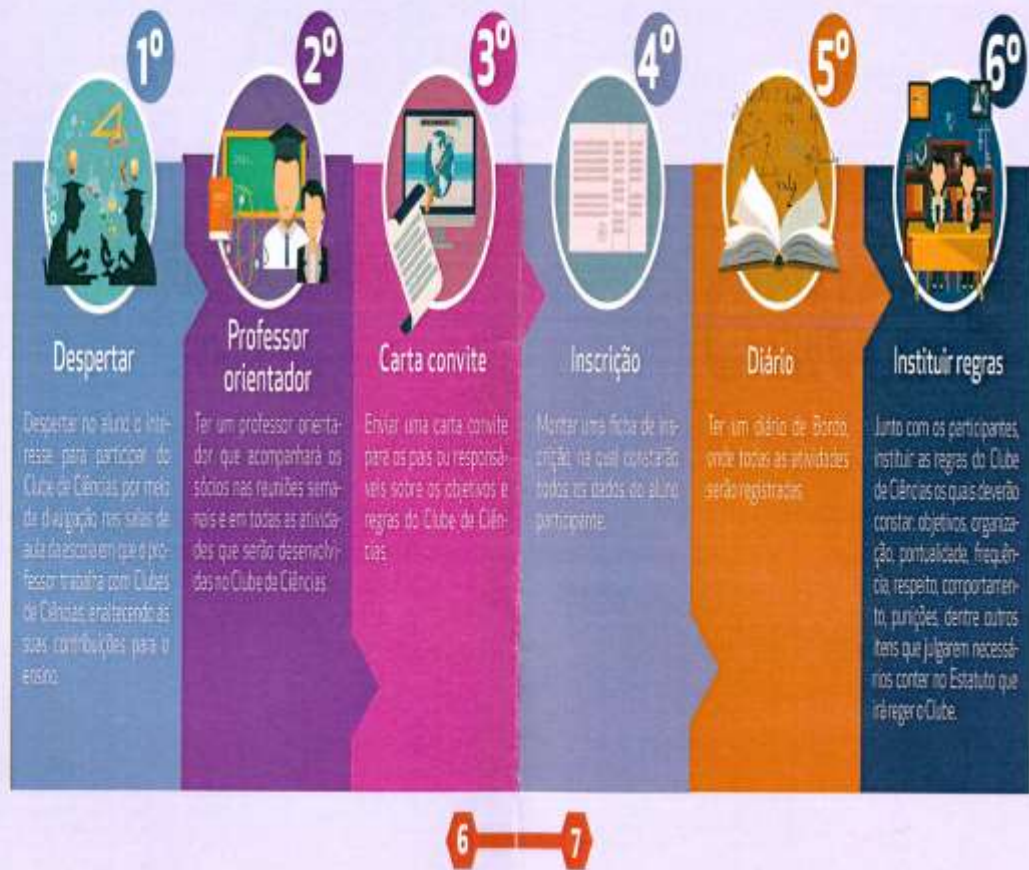 1º
Despertar
Despertar no aluno o inte-
resse para participar do
Clube de Ciências, por meio
da divulgação nas salas de
aula da escola em que o pro-
fessor trabalha com Clubes
de Ciências, enaltecendo as
suas contribuições para o
ensino.
2º
Professor
orientador
Ter um professor orienta-
dor que acompanhará os
sócios nas reuniões sema-
nais e em todas as ativida-
des que serão desenvolvi-
das no Clube de Ciências.
3º
Carta convite
Enviar uma carta convite
para os pais ou responsá-
veis sobre os objetivos e
regras do Clube de Ciên-
cias.
4º
Inscrição
Montar uma ficha de ins-
crição, na qual constarão
todos os dados do aluno
participante.
5º
Diário
Ter um diário de Bordo,
onde todas as atividades
serão registradas.
6º
Instituir regras
Junto com os participantes,
instituir as regras do Clube
de Ciências os quais deverão
constar: objetivos, organiza-
ção, pontualidade, frequên-
cia, respeito, comportamen-
to, punições, dentre outros
itens que julgarem necessá-
rios conter no Estatuto que
irá reger o Clube.
6
7